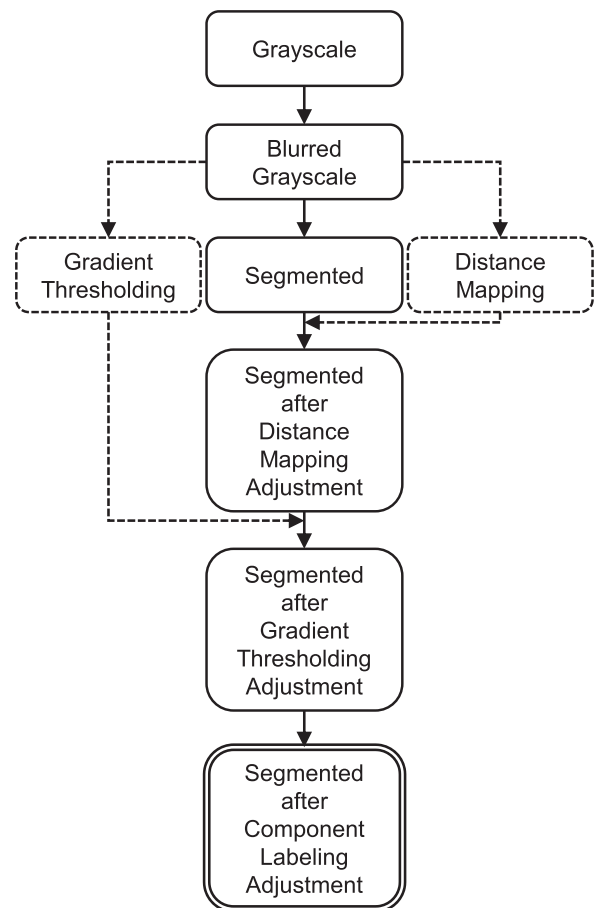 Grayscale
Blurred
Grayscale
Gradient
Thresholding
Segmented
Distance
Mapping
Segmented
after
Distance
Mapping
Adjustment
Segmented
after
Gradient
Thresholding
Adjustment
Segmented
after
Component
Labeling
Adjustment